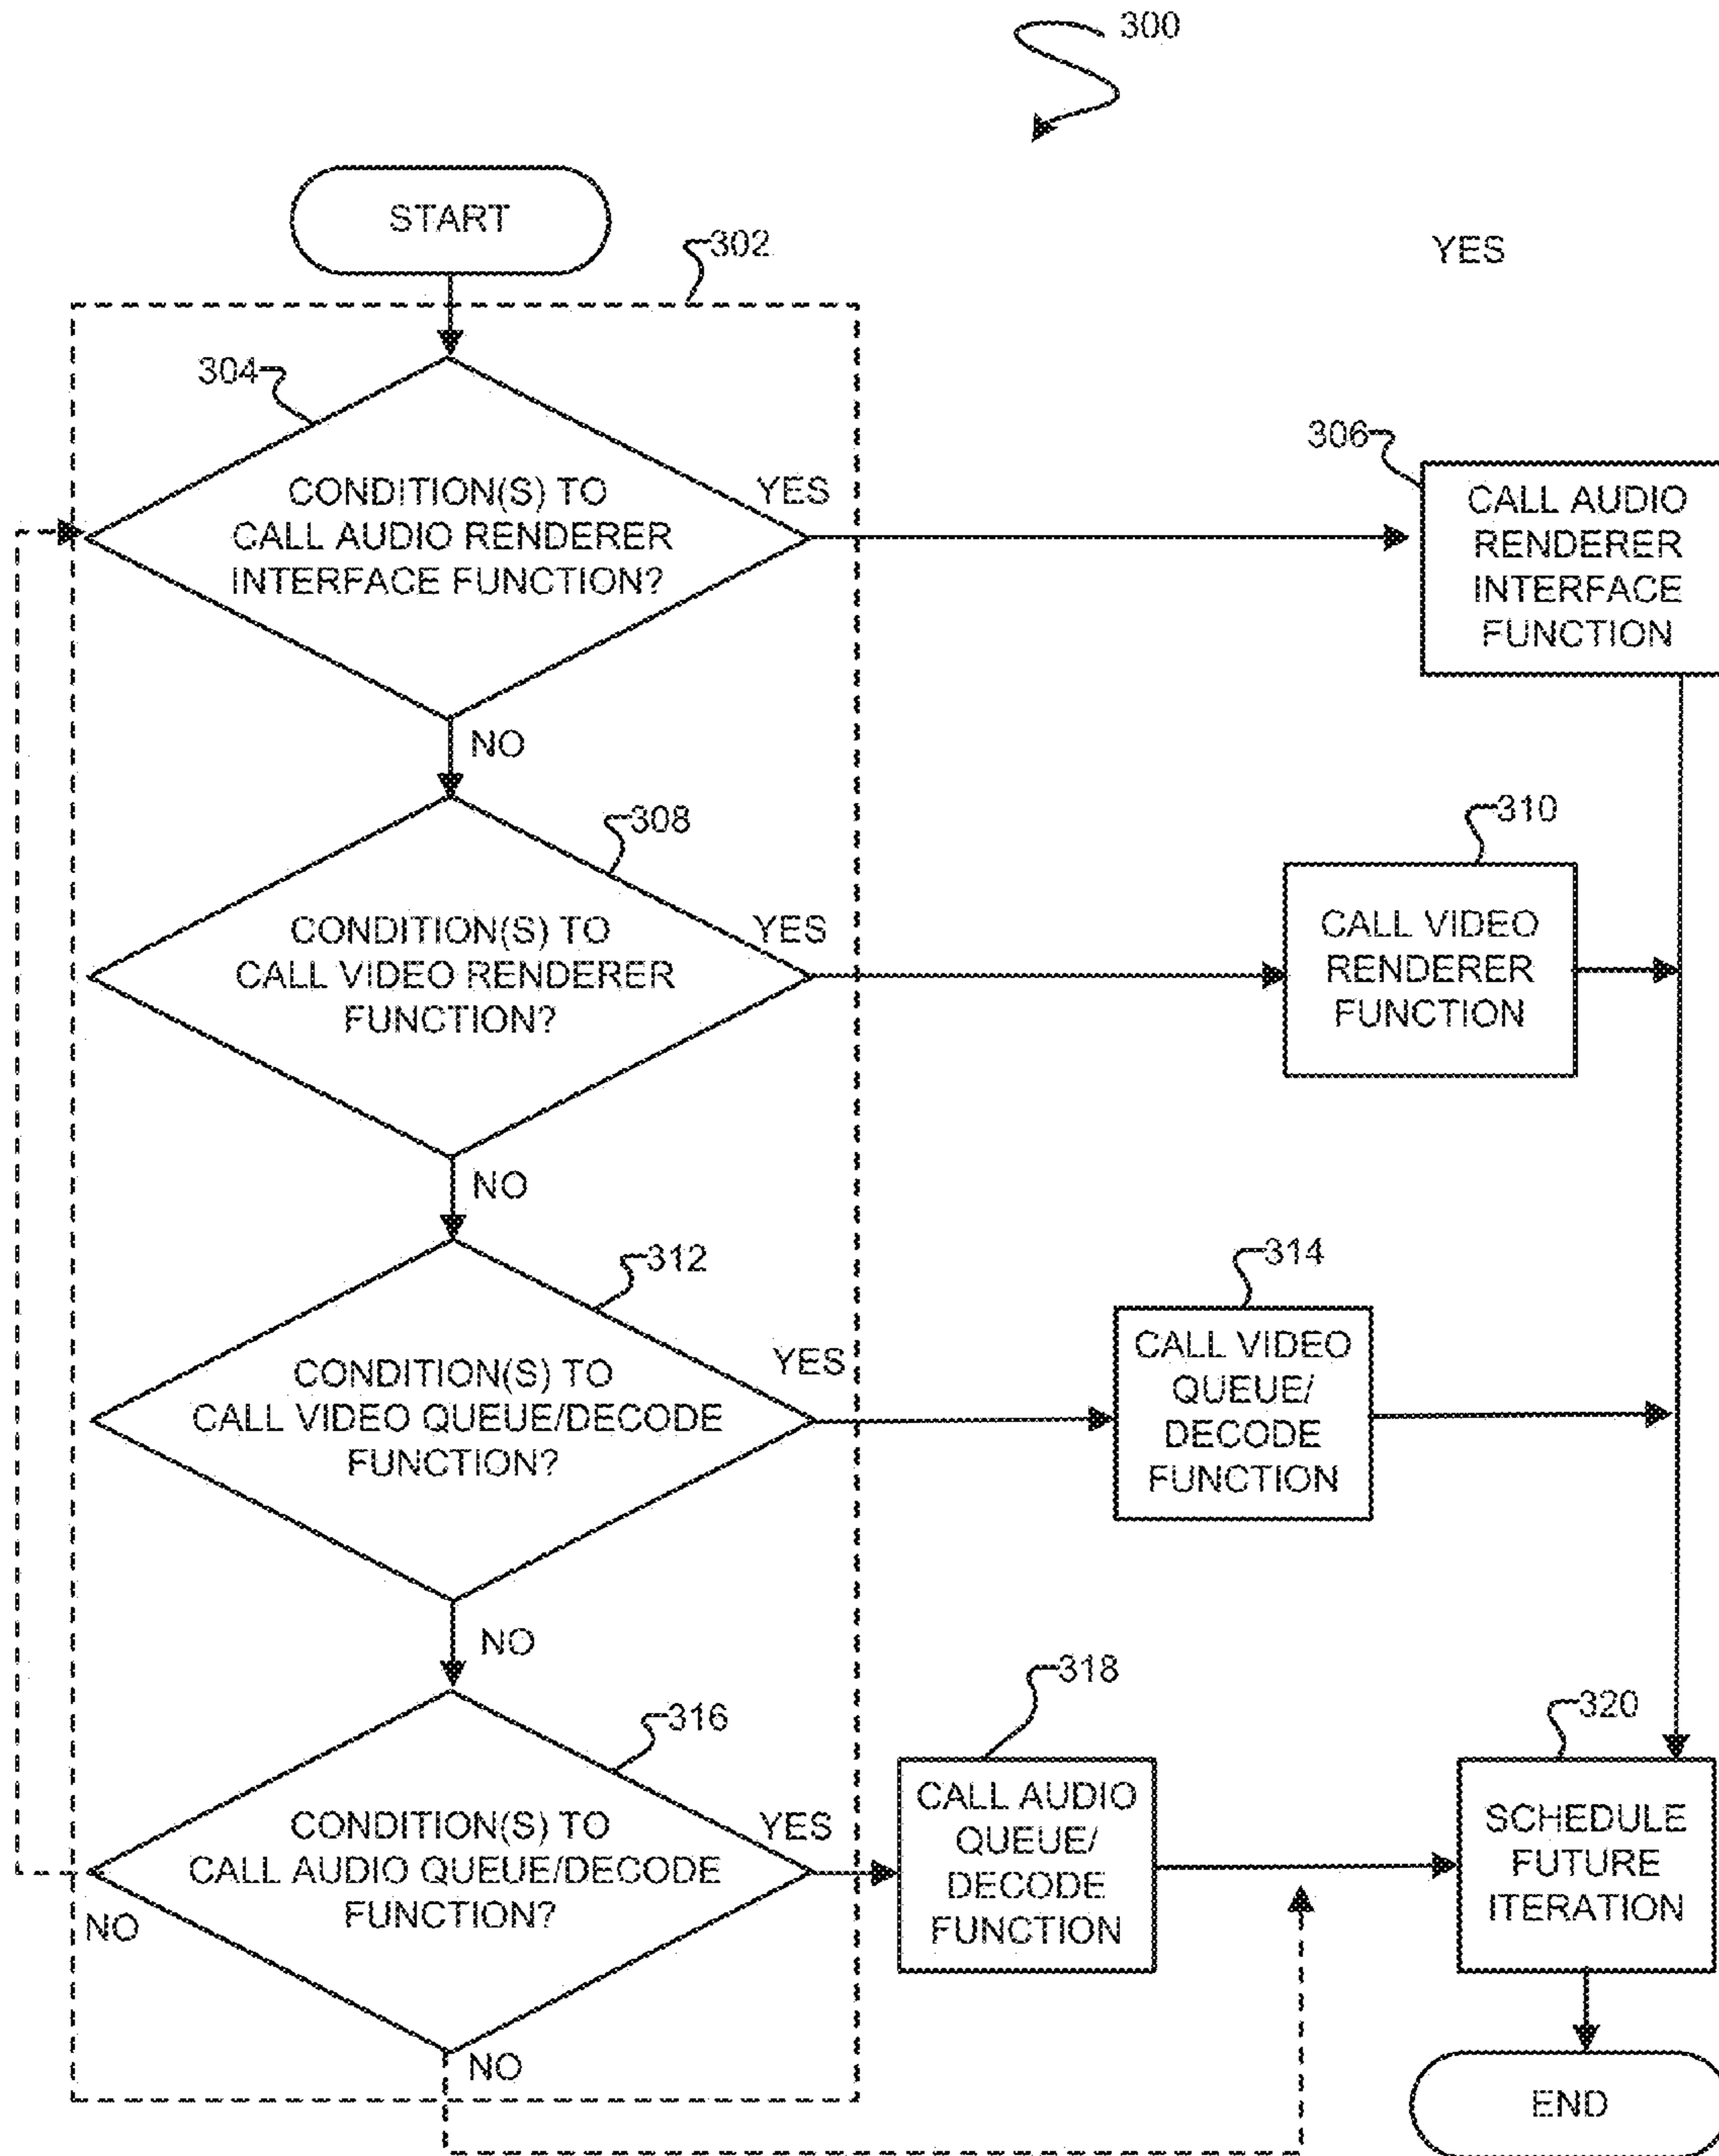 300
START
302
YES
304
CONDITION(S) TO
CALL AUDIO RENDERER
INTERFACE FUNCTION?
YES
306
CALL AUDIO
RENDERER
INTERFACE
FUNCTION
NO
308
CONDITION(S) TO
CALL VIDEO RENDERER
FUNCTION?
YES
310
CALL VIDEO
RENDERER
FUNCTION
NO
312
CONDITION(S) TO
CALL VIDEO QUEUE/DECODE
FUNCTION?
YES
314
CALL VIDEO
QUEUE/
DECODE
FUNCTION
NO
316
CONDITION(S) TO
CALL AUDIO QUEUE/DECODE
FUNCTION?
YES
NO
NO
318
CALL AUDIO
QUEUE/
DECODE
FUNCTION
320
SCHEDULE
FUTURE
ITERATION
END